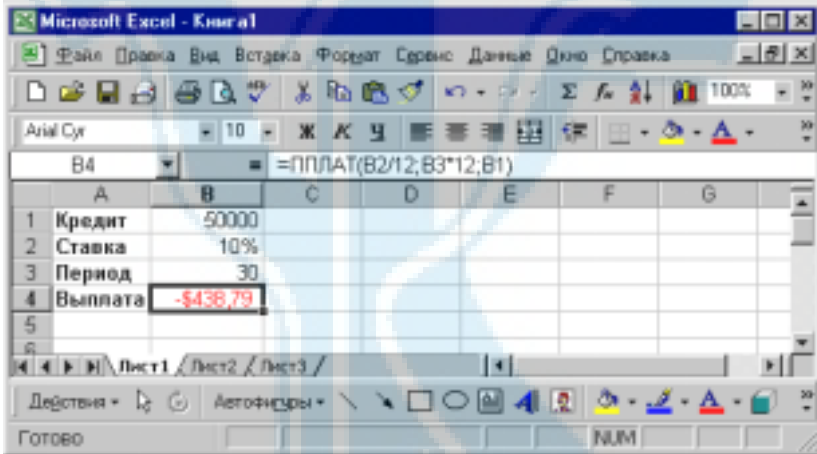 Microsoft Excel - Книга1
Файл Правка Вид Вставка Формат Сервис Данные Окно Справка
100%
Arial Cyr 10 Ж К Ч
B4 = =ППЛАТ(B2/12;B3*12;B1)
A B C D E F G
1 Кредит 50000
2 Ставка 10%
3 Период 30
4 Выплата -$438,79
5
6
Лист1 Лист2 Лист3
Действия Автофигуры
Готово NUM